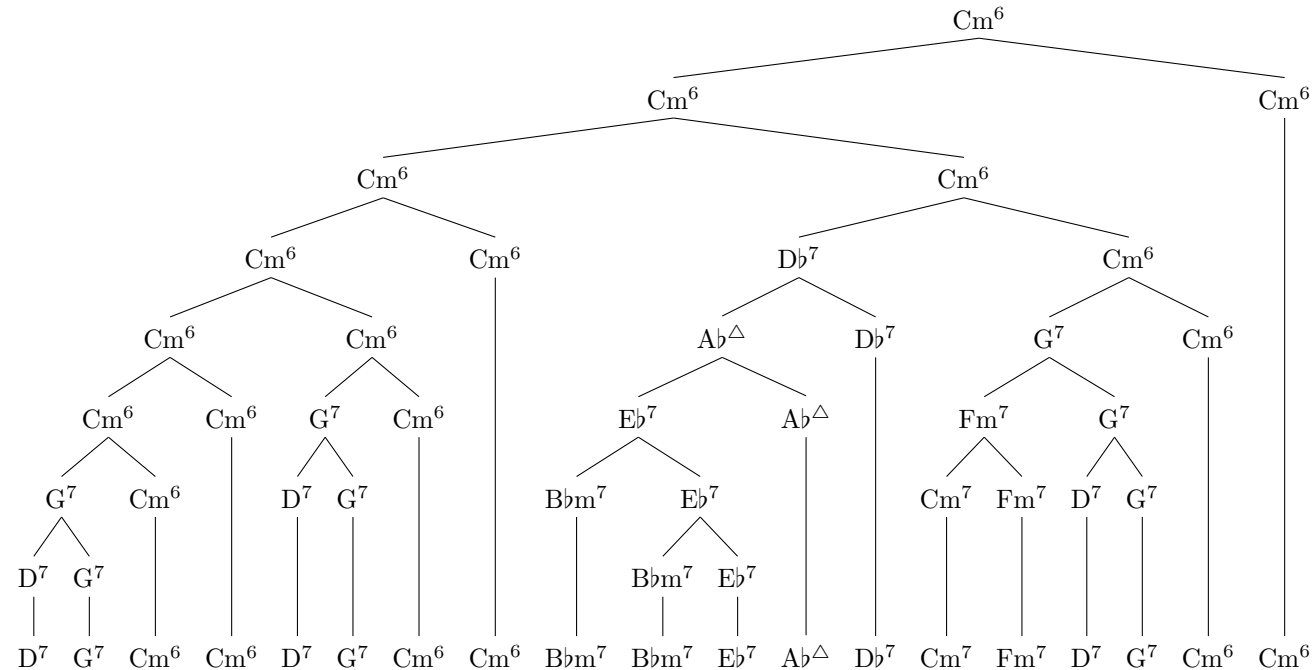 Cm⁶
Cm⁶ Cm⁶
Cm⁶ Cm⁶
Cm⁶ Cm⁶ D♭⁷ Cm⁶
Cm⁶ Cm⁶ A♭△ D♭⁷ G⁷ Cm⁶
Cm⁶ Cm⁶ G⁷ Cm⁶ E♭⁷ A♭△ Fm⁷ G⁷
G⁷ Cm⁶ D⁷ G⁷ B♭m⁷ E♭⁷ Cm⁷ Fm⁷ D⁷ G⁷
D⁷ G⁷ B♭m⁷ E♭⁷
D⁷ G⁷ Cm⁶ Cm⁶ D⁷ G⁷ Cm⁶ Cm⁶ B♭m⁷ B♭m⁷ E♭⁷ A♭△ D♭⁷ Cm⁷ Fm⁷ D⁷ G⁷ Cm⁶ Cm⁶